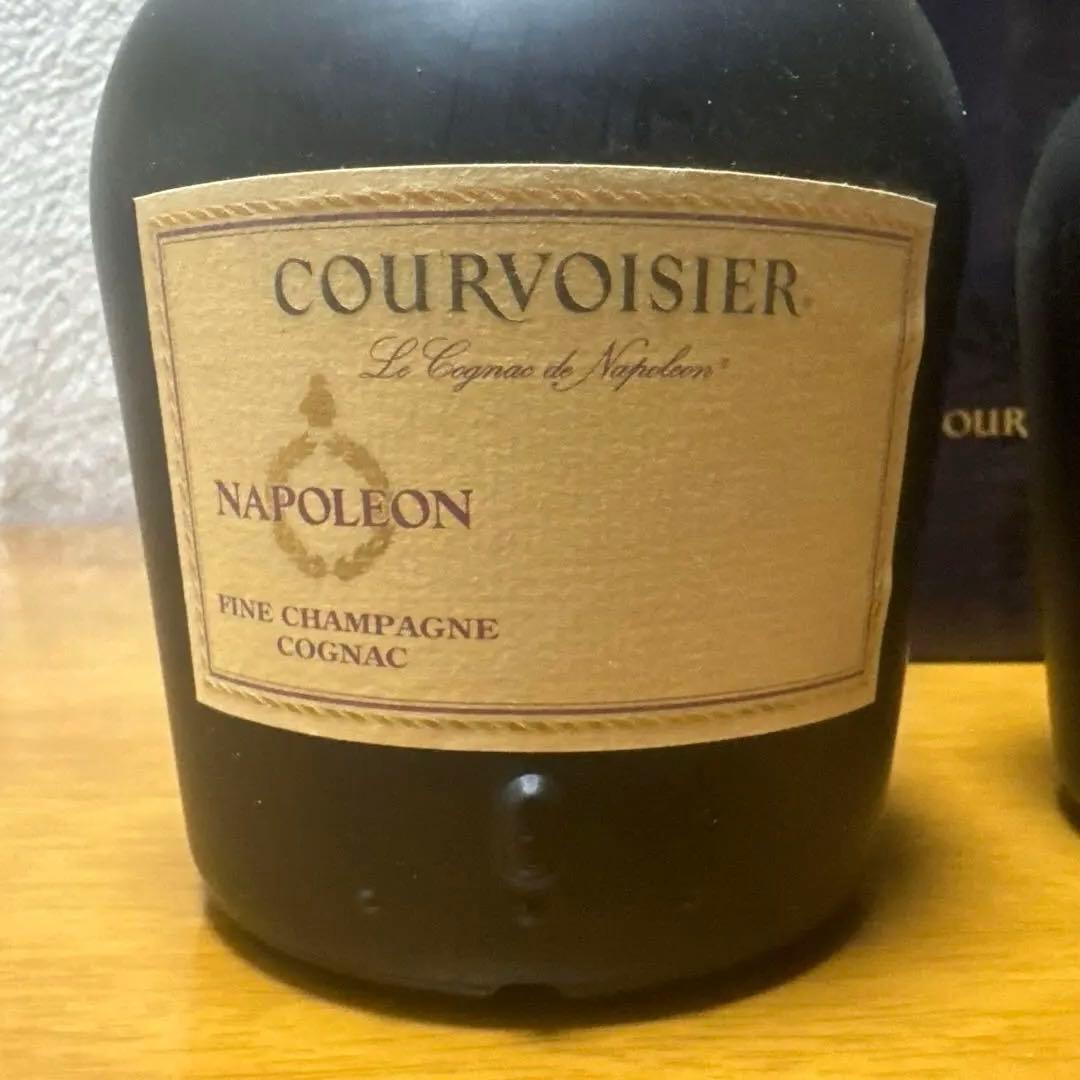 COURVOISIER®
Le Cognac de Napoleon®
NAPOLEON
FINE CHAMPAGNE
COGNAC
OUR